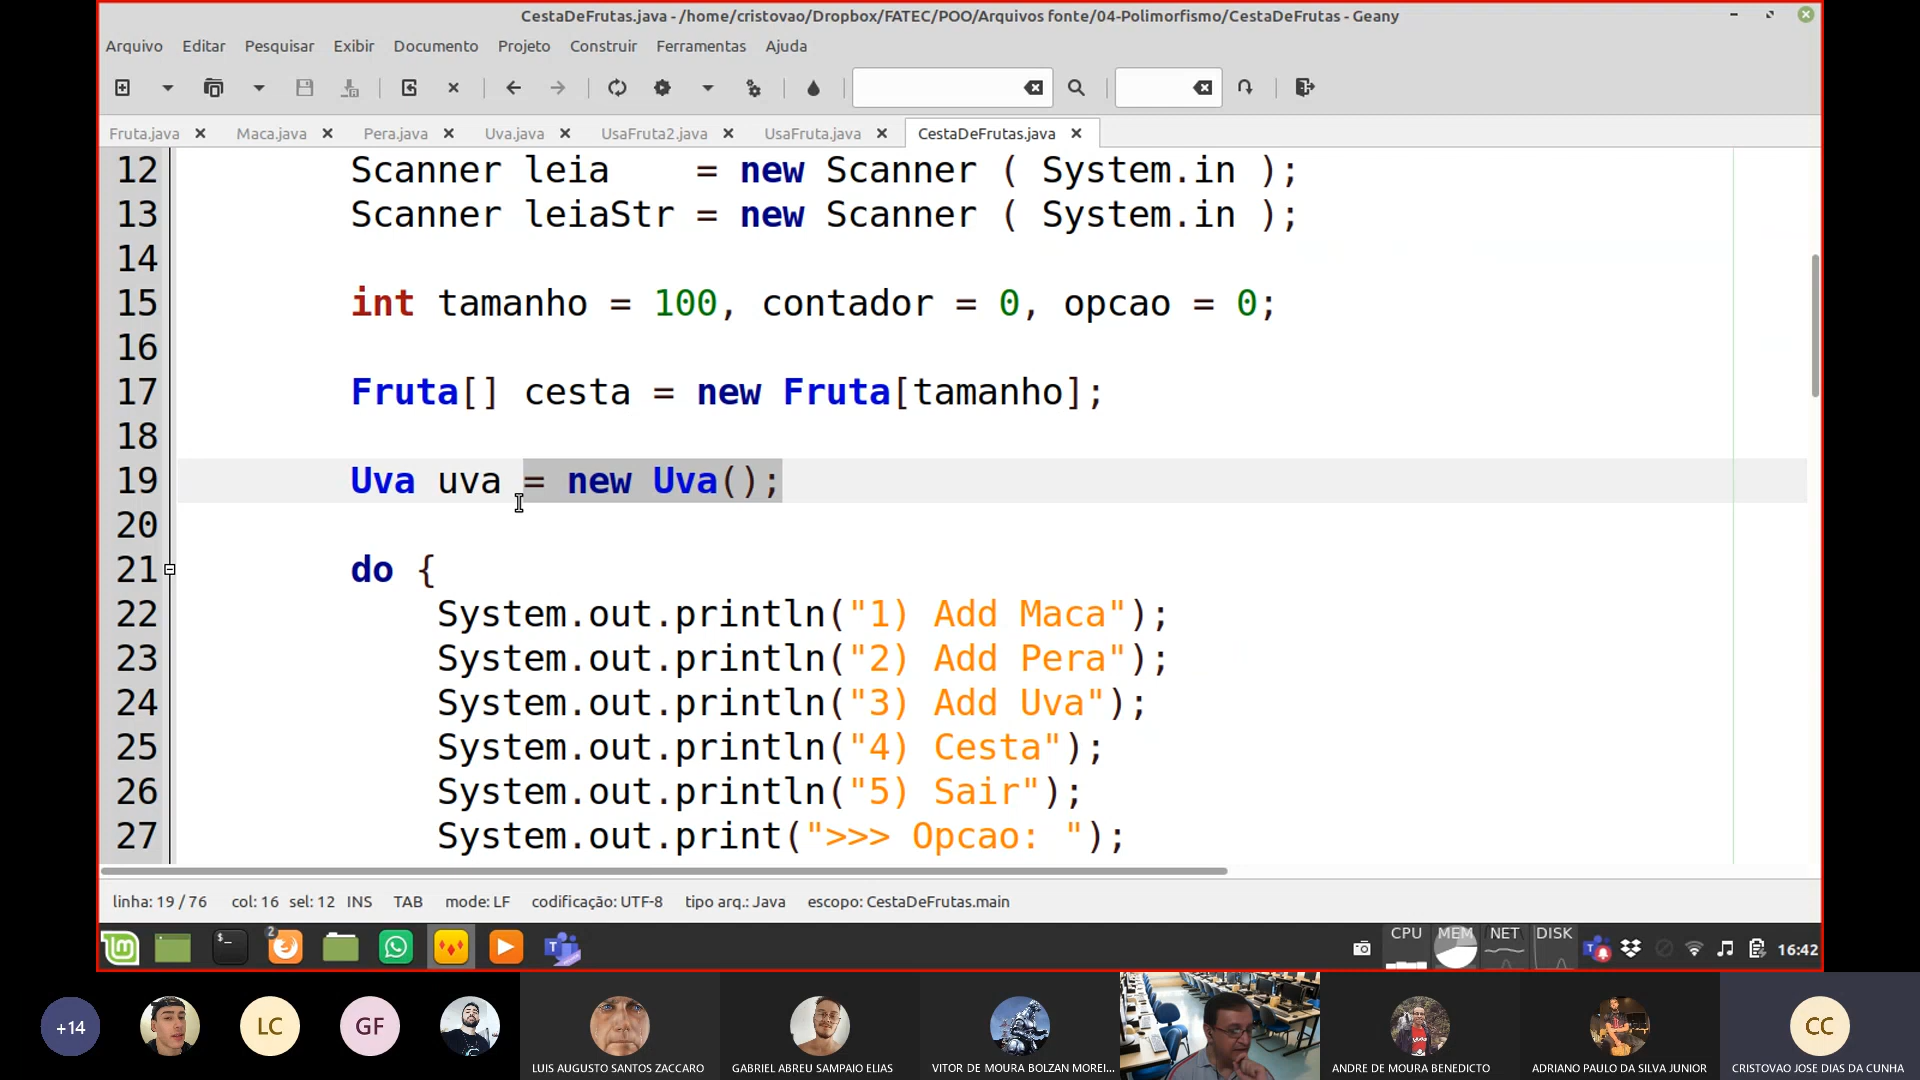 CestaDeFrutas.java - /home/cristovao/Dropbox/FATEC/POO/Arquivos fonte/04-Polimorfismo/CestaDeFrutas - Geany
Arquivo Editar Pesquisar Exibir Documento Projeto Construir Ferramentas Ajuda
Fruta.java Maca.java Pera.java Uva.java UsaFruta2.java UsaFruta.java CestaDeFrutas.java
12 Scanner leia    = new Scanner ( System.in );
13 Scanner leiaStr = new Scanner ( System.in );
14
15 int tamanho = 100, contador = 0, opcao = 0;
16
17 Fruta[] cesta = new Fruta[tamanho];
18
19 Uva uva = new Uva();
20
21 do {
22 System.out.println("1) Add Maca");
23 System.out.println("2) Add Pera");
24 System.out.println("3) Add Uva");
25 System.out.println("4) Cesta");
26 System.out.println("5) Sair");
27 System.out.print(">>> Opcao: ");
linha: 19 / 76 col: 16 sel: 12 INS TAB mode: LF codificação: UTF-8 tipo arq.: Java escopo: CestaDeFrutas.main
2 CPU MEM NET DISK 16:42
+14 LC GF CC
LUIS AUGUSTO SANTOS ZACCARO GABRIEL ABREU SAMPAIO ELIAS VITOR DE MOURA BOLZAN MOREI... ANDRE DE MOURA BENEDICTO ADRIANO PAULO DA SILVA JUNIOR CRISTOVAO JOSE DIAS DA CUNHA